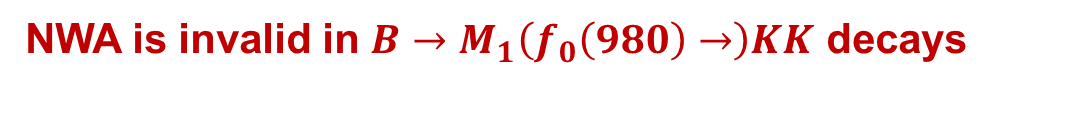 NWA is invalid in B → M₁(f₀(980) →)KK decays